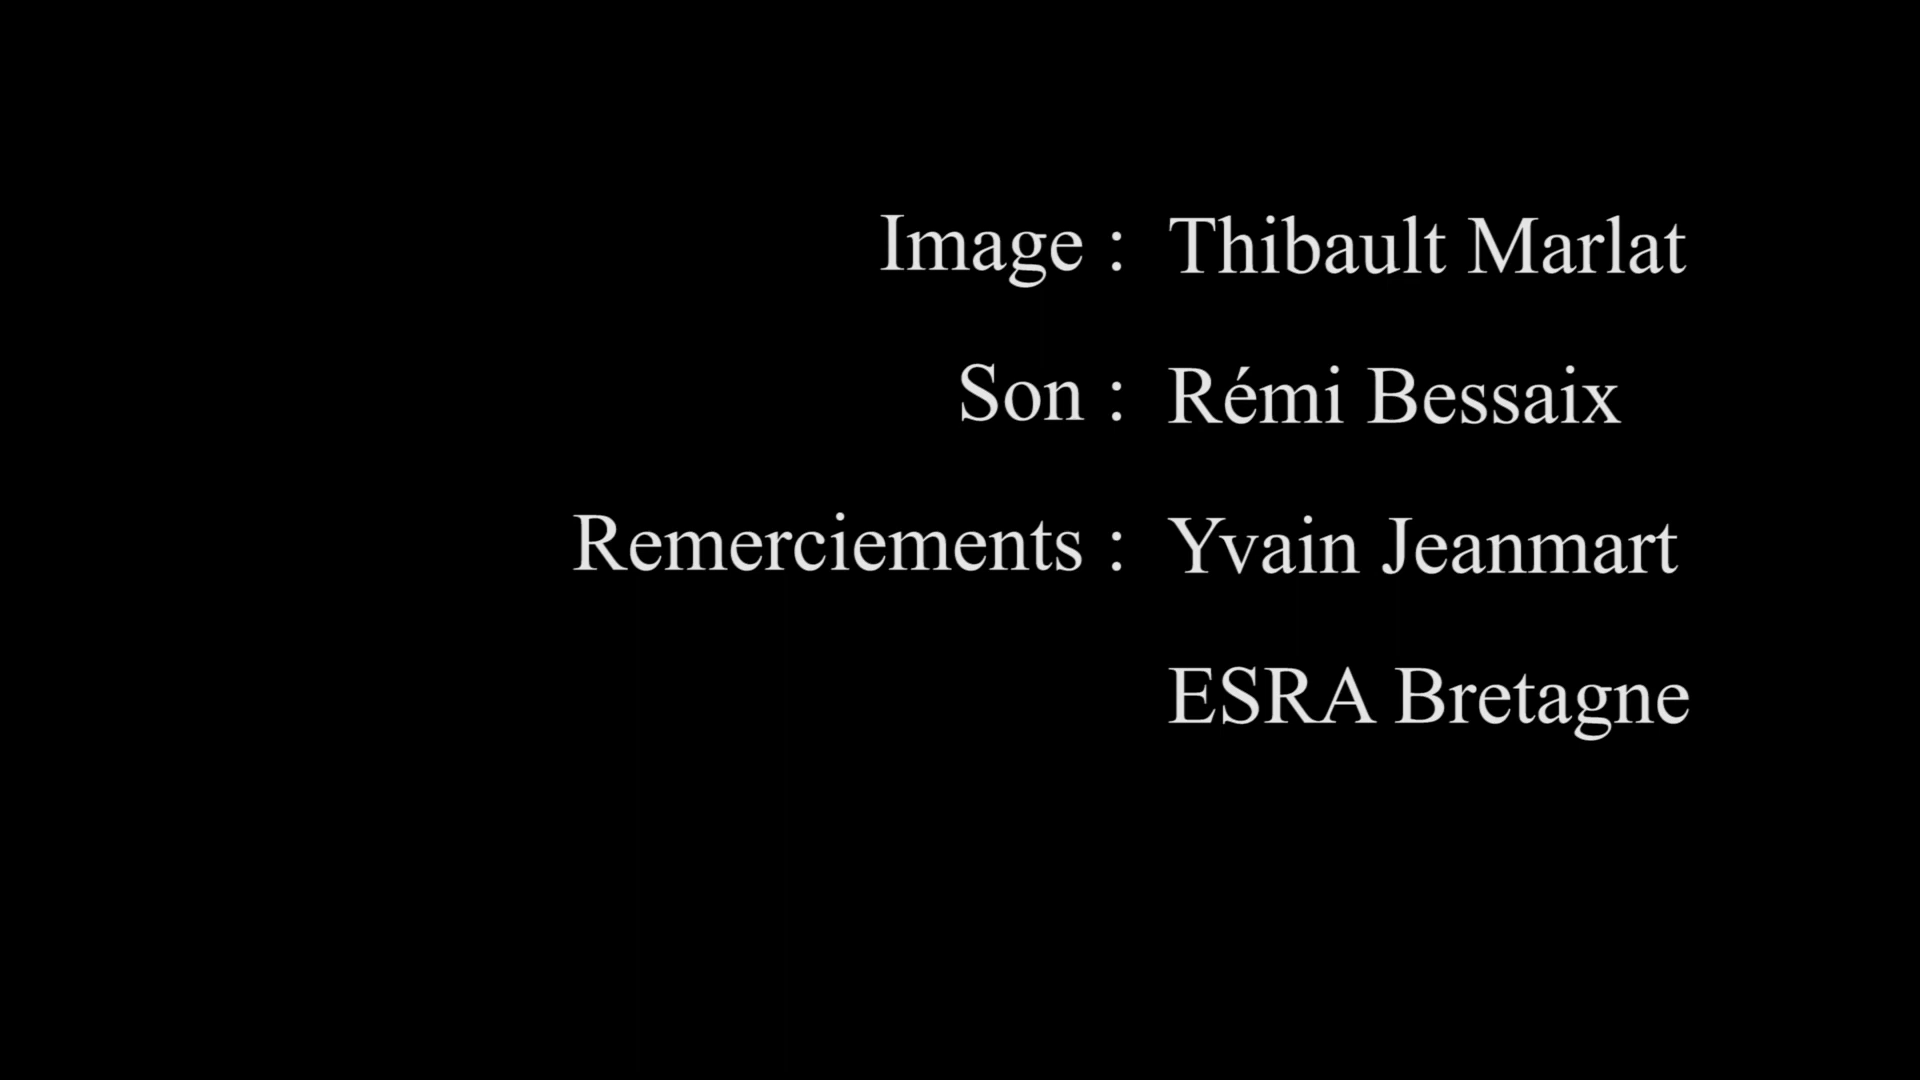 Image : Thibault Marlat
Son : Rémi Bessaix
Remerciements : Yvain Jeanmart
ESRA Bretagne